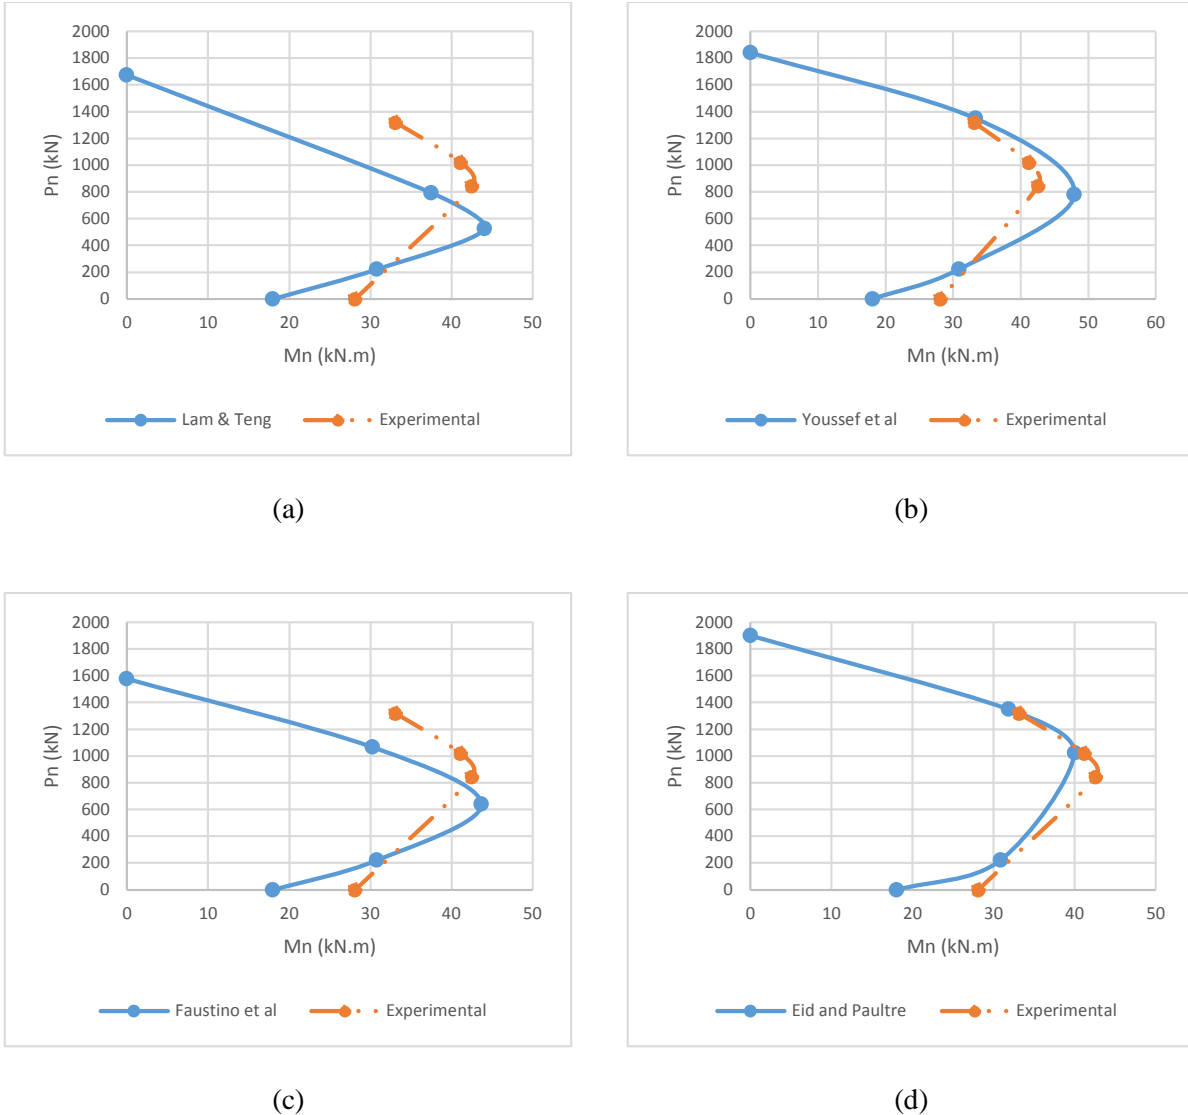 2000
1800
1600
1400
1200
1000
800
600
400
200
0
Pn (kN)
0 10 20 30 40 50
Mn (kN.m)
Lam & Teng Experimental
(a)
2000
1800
1600
1400
1200
1000
800
600
400
200
0
Pn (kN)
0 10 20 30 40 50 60
Mn (kN.m)
Youssef et al Experimental
(b)
2000
1800
1600
1400
1200
1000
800
600
400
200
0
Pn (kN)
0 10 20 30 40 50
Mn (kN.m)
Faustino et al Experimental
(c)
2000
1800
1600
1400
1200
1000
800
600
400
200
0
Pn (kN)
0 10 20 30 40 50
Mn (kN.m)
Eid and Paultre Experimental
(d)